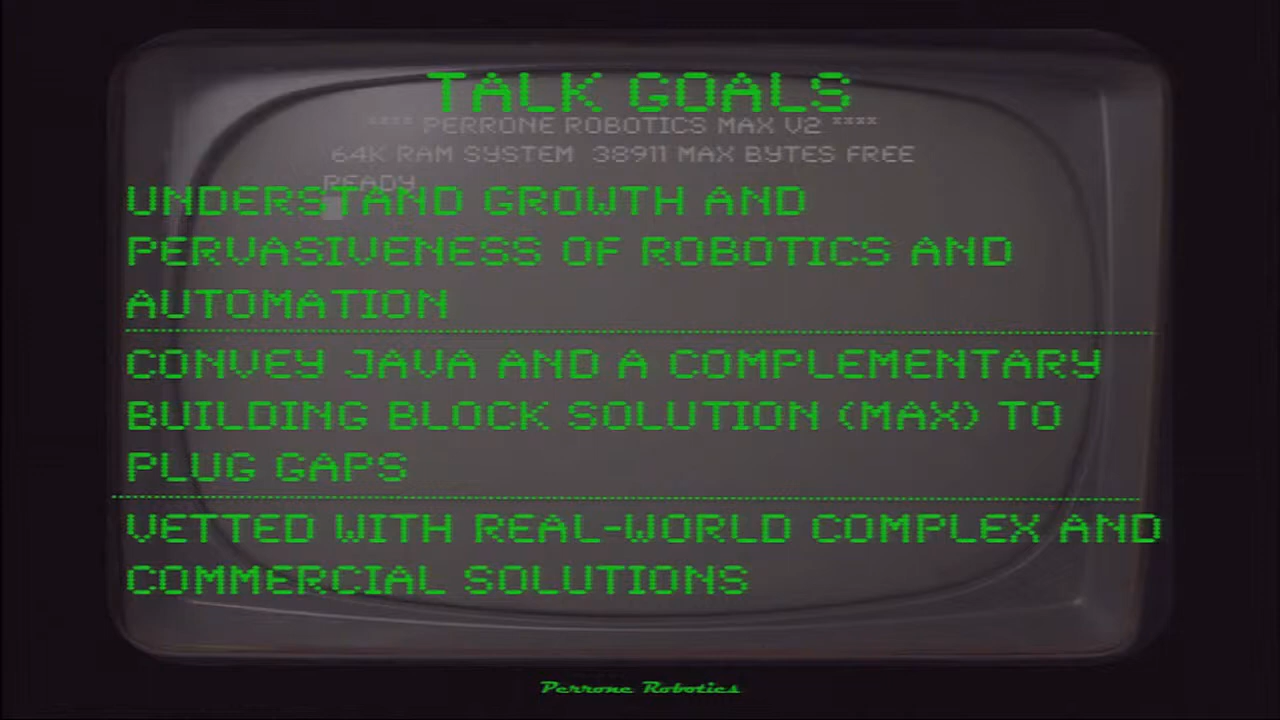 TALK GOALS
**** PERRONE ROBOTICS MAX V2 ****
64K RAM SYSTEM 38911 MAX BYTES FREE
READY
UNDERSTAND GROWTH AND
PERVASIVENESS OF ROBOTICS AND
AUTOMATION
CONVEY JAVA AND A COMPLEMENTARY
BUILDING BLOCK SOLUTION (MAX) TO
PLUG GAPS
VETTED WITH REAL-WORLD COMPLEX AND
COMMERCIAL SOLUTIONS
Perrone Robotics